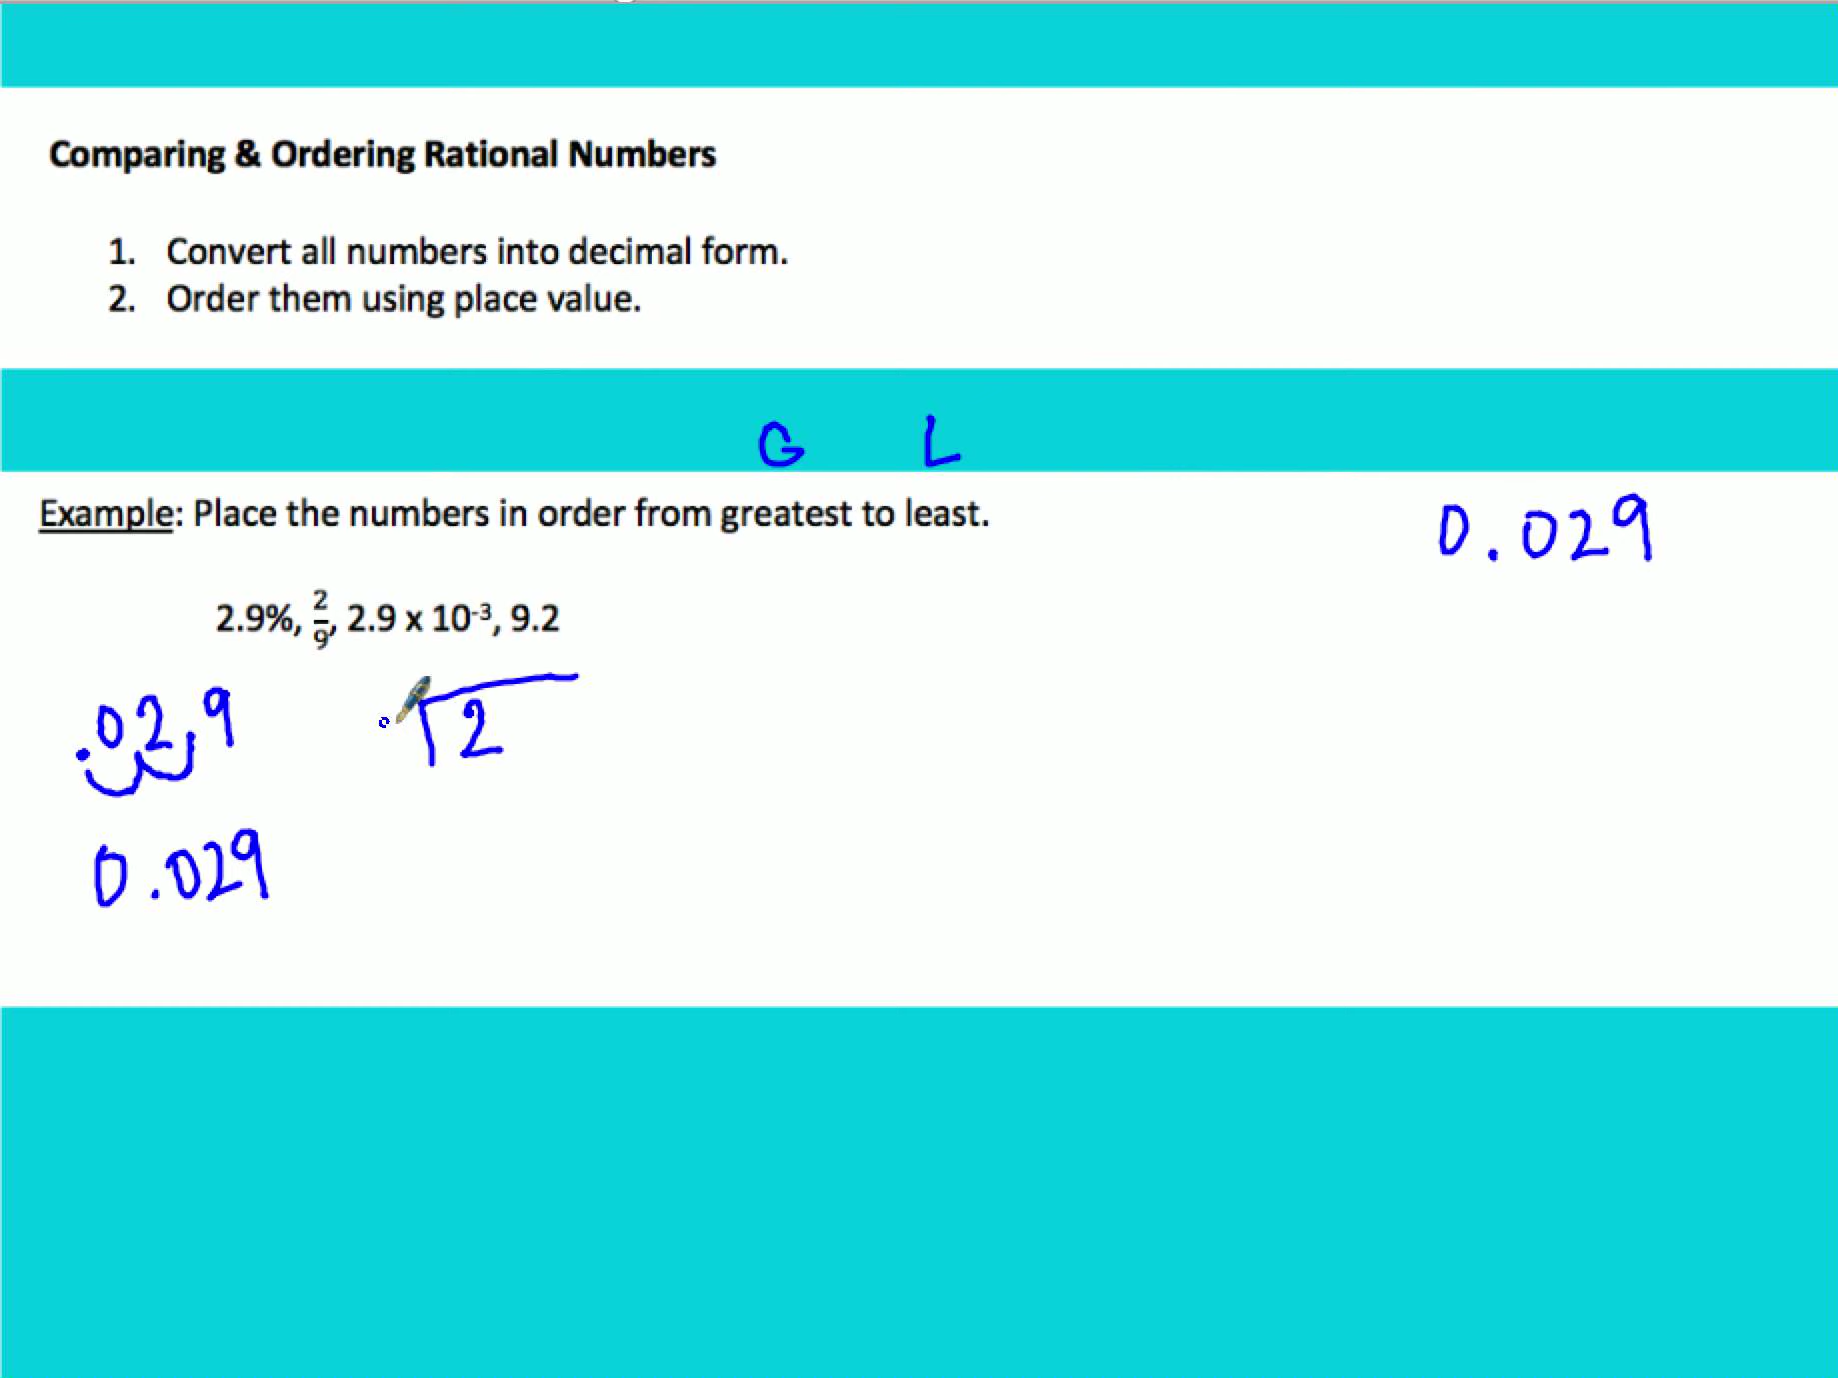 Comparing & Ordering Rational Numbers
1. Convert all numbers into decimal form.
2. Order them using place value.
G L
Example: Place the numbers in order from greatest to least.
0.029
2.9%, 2/9, 2.9 x 10⁻³, 9.2
.02.9
2
0.029